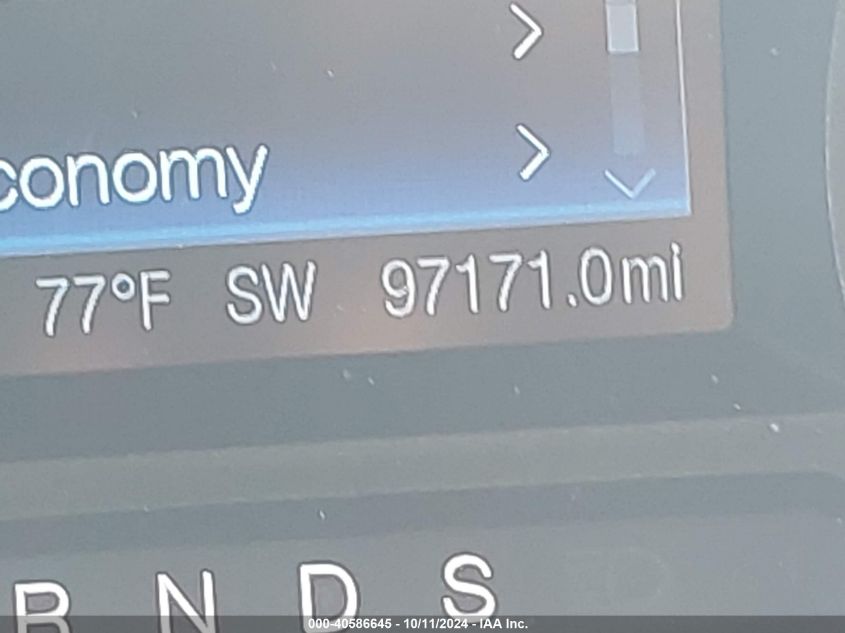 conomy
77°F SW 97171.0mi
R N D S
000-40586645 - 10/11/2024 - IAA Inc.